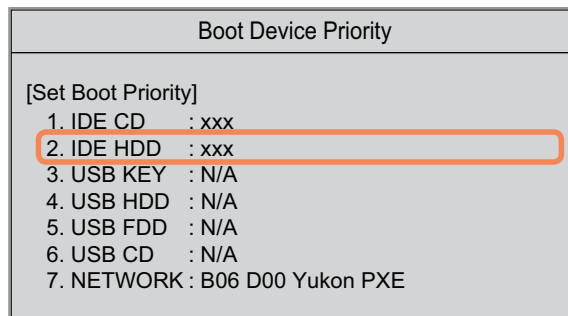 Boot Device Priority
[Set Boot Priority]
1. IDE CD : xxx
2. IDE HDD : xxx
3. USB KEY : N/A
4. USB HDD : N/A
5. USB FDD : N/A
6. USB CD : N/A
7. NETWORK : B06 D00 Yukon PXE